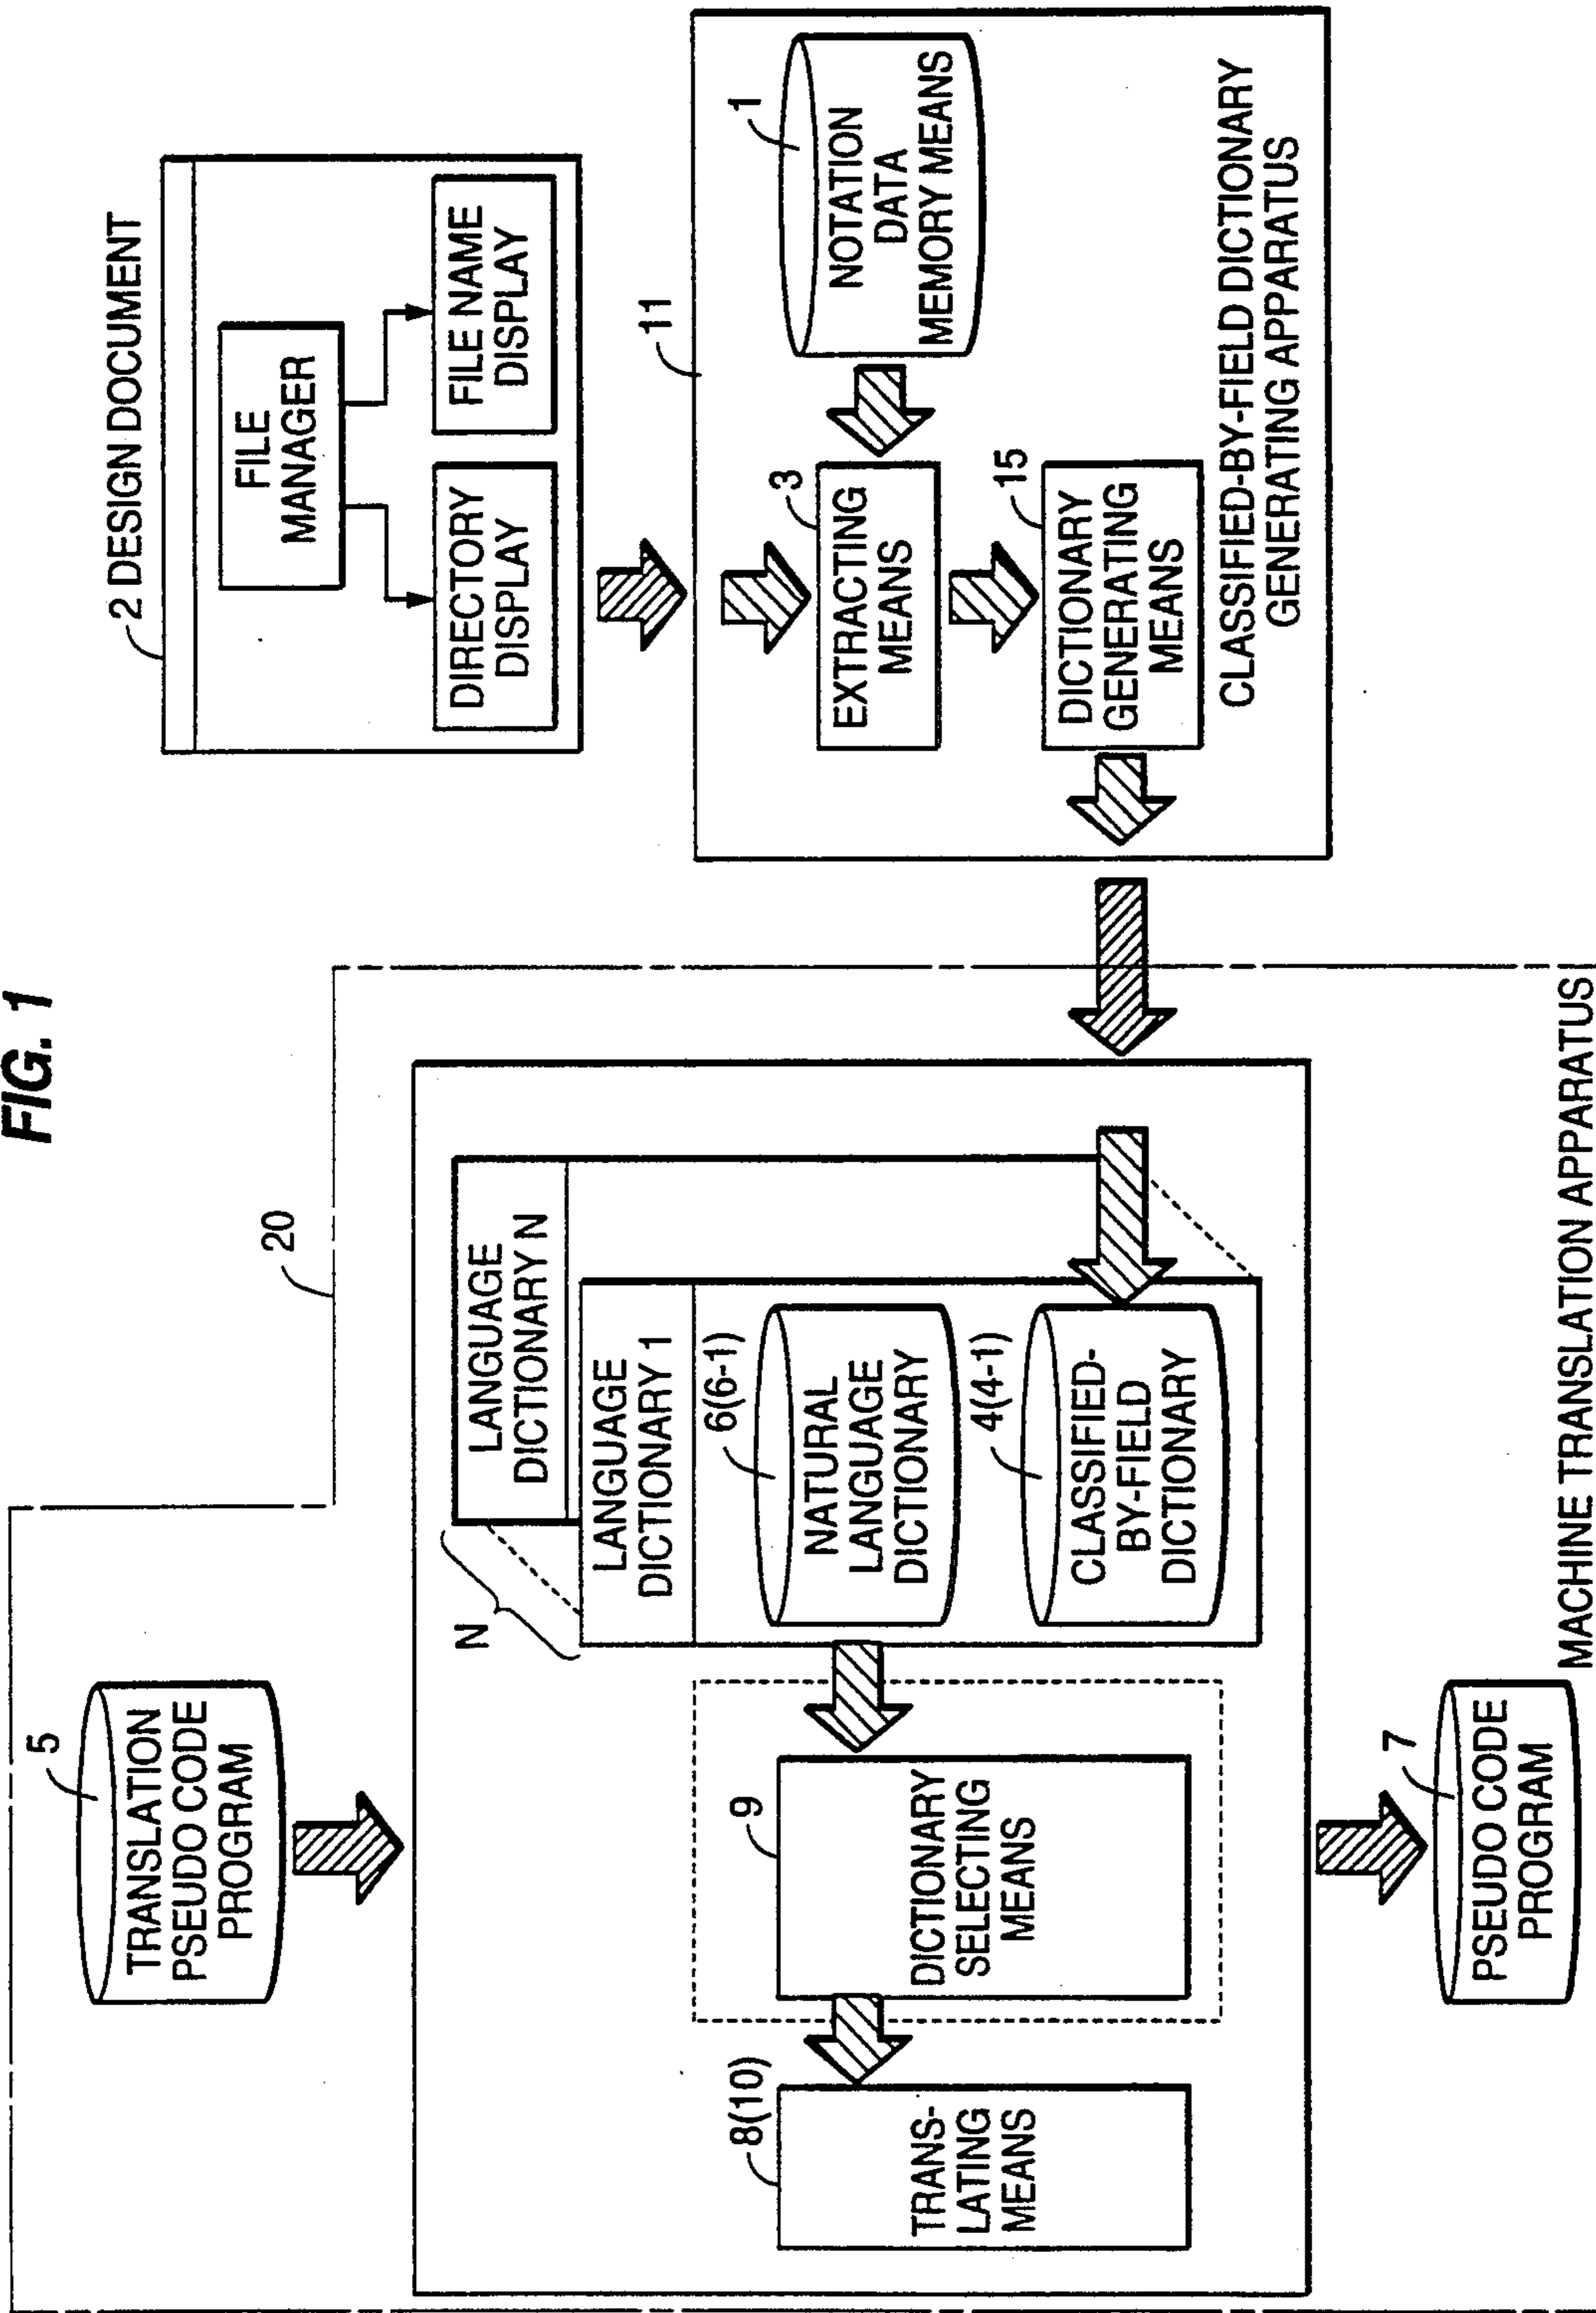 FIG. 1
5
TRANSLATION
PSEUDO CODE
PROGRAM
20
2 DESIGN DOCUMENT
FILE
MANAGER
DIRECTORY
DISPLAY
FILE NAME
DISPLAY
N
LANGUAGE
DICTIONARY N
LANGUAGE
DICTIONARY 1
6(6-1)
NATURAL
LANGUAGE
DICTIONARY
4(4-1)
CLASSIFIED-
BY-FIELD
DICTIONARY
8(10)
TRANS-
LATING
MEANS
9
DICTIONARY
SELECTING
MEANS
11
1
NOTATION
DATA
MEMORY MEANS
3
EXTRACTING
MEANS
15
DICTIONARY
GENERATING
MEANS
CLASSIFIED-BY-FIELD DICTIONARY
GENERATING APPARATUS
7
PSEUDO CODE
PROGRAM
MACHINE TRANSLATION APPARATUS